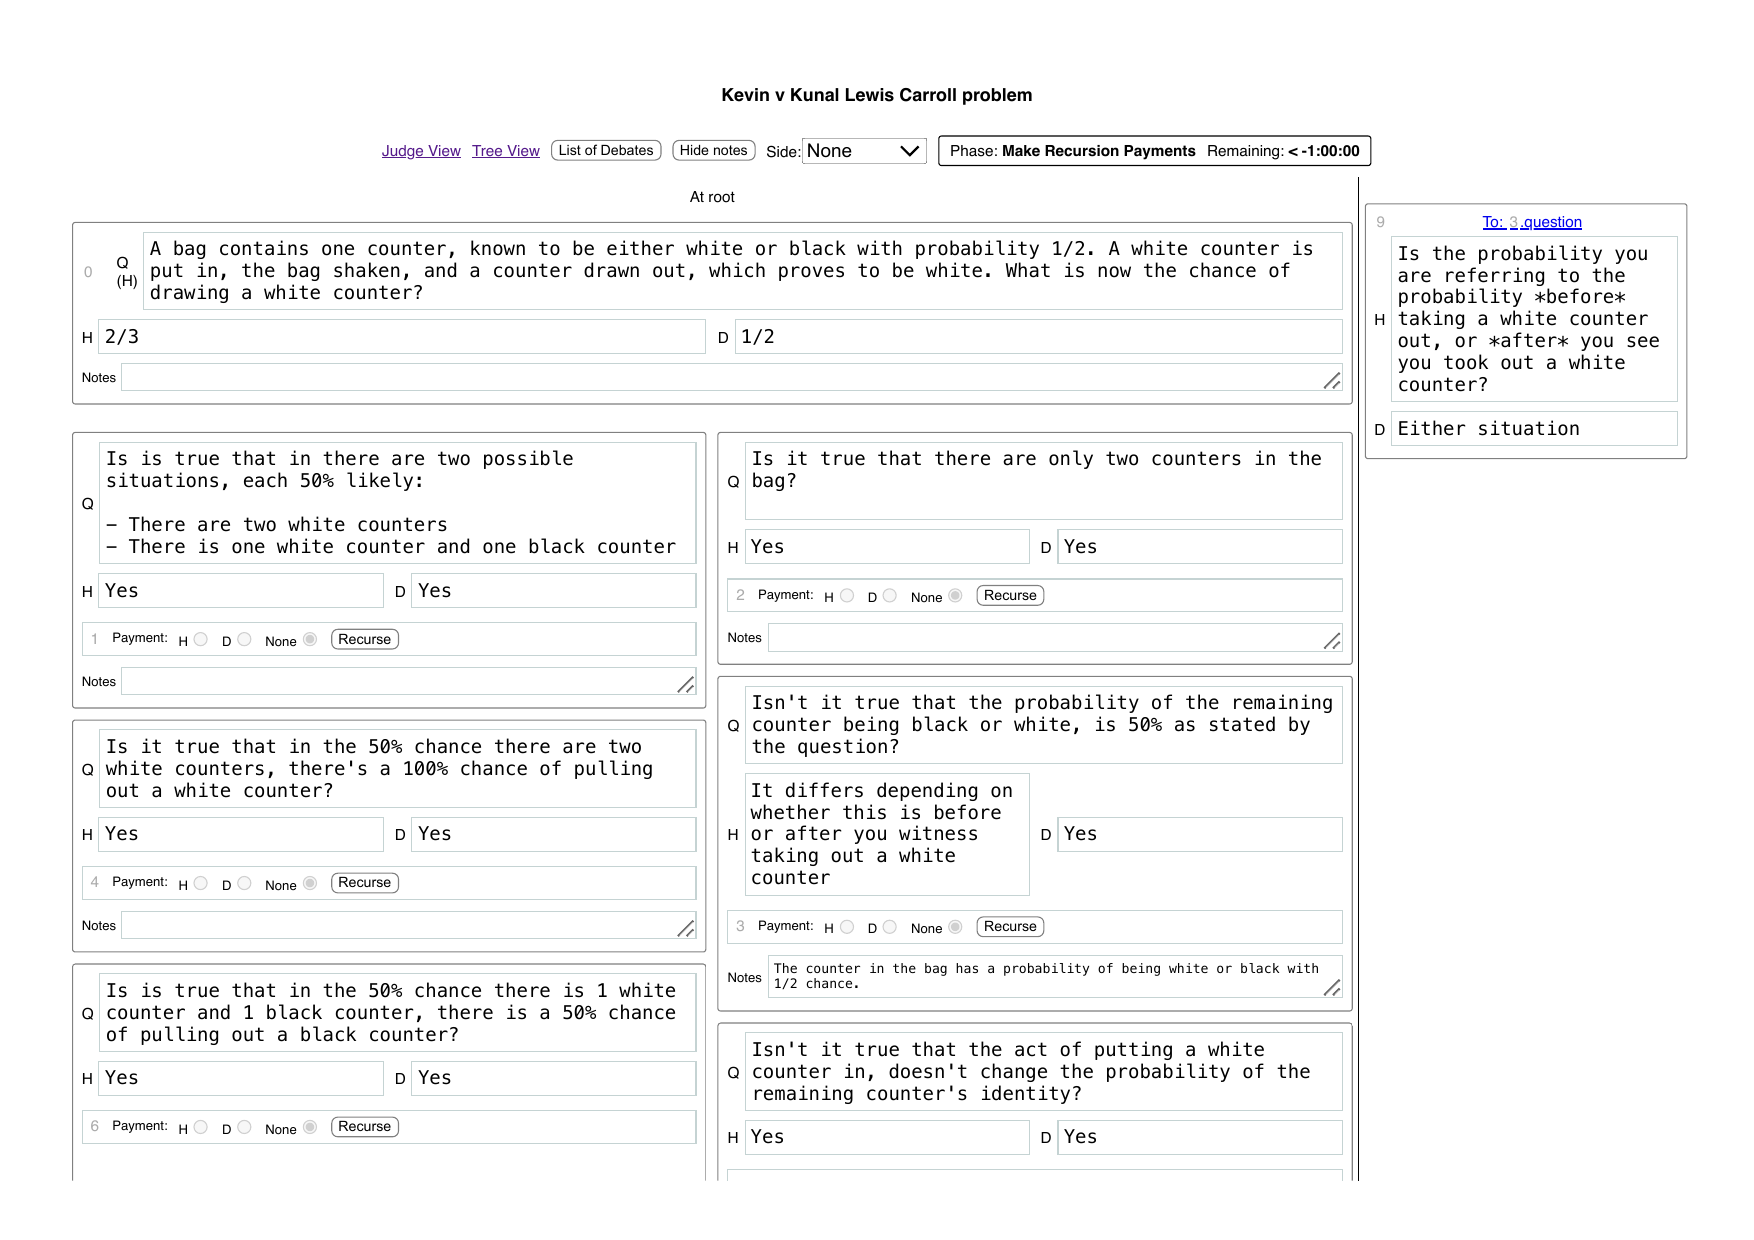 Kevin v Kunal Lewis Carroll problem
Judge View Tree View List of Debates Hide notes Side: None Phase: Make Recursion Payments Remaining: < -1:00:00
At root
0
Q
(H)
A bag contains one counter, known to be either white or black with probability 1/2. A white counter is
put in, the bag shaken, and a counter drawn out, which proves to be white. What is now the chance of
drawing a white counter?
H 2/3 D 1/2
Notes
Q
Is is true that in there are two possible
situations, each 50% likely:
– There are two white counters
– There is one white counter and one black counter
H Yes D Yes
1 Payment: H D None Recurse
Notes
Q
Is it true that in the 50% chance there are two
white counters, there's a 100% chance of pulling
out a white counter?
H Yes D Yes
4 Payment: H D None Recurse
Notes
Q
Is is true that in the 50% chance there is 1 white
counter and 1 black counter, there is a 50% chance
of pulling out a black counter?
H Yes D Yes
6 Payment: H D None Recurse
Q
Is it true that there are only two counters in the
bag?
H Yes D Yes
2 Payment: H D None Recurse
Notes
Q
Isn't it true that the probability of the remaining
counter being black or white, is 50% as stated by
the question?
H
It differs depending on
whether this is before
or after you witness
taking out a white
counter
D Yes
3 Payment: H D None Recurse
Notes
The counter in the bag has a probability of being white or black with
1/2 chance.
Q
Isn't it true that the act of putting a white
counter in, doesn't change the probability of the
remaining counter's identity?
H Yes D Yes
9 To: 3.question
H
Is the probability you
are referring to the
probability *before*
taking a white counter
out, or *after* you see
you took out a white
counter?
D Either situation